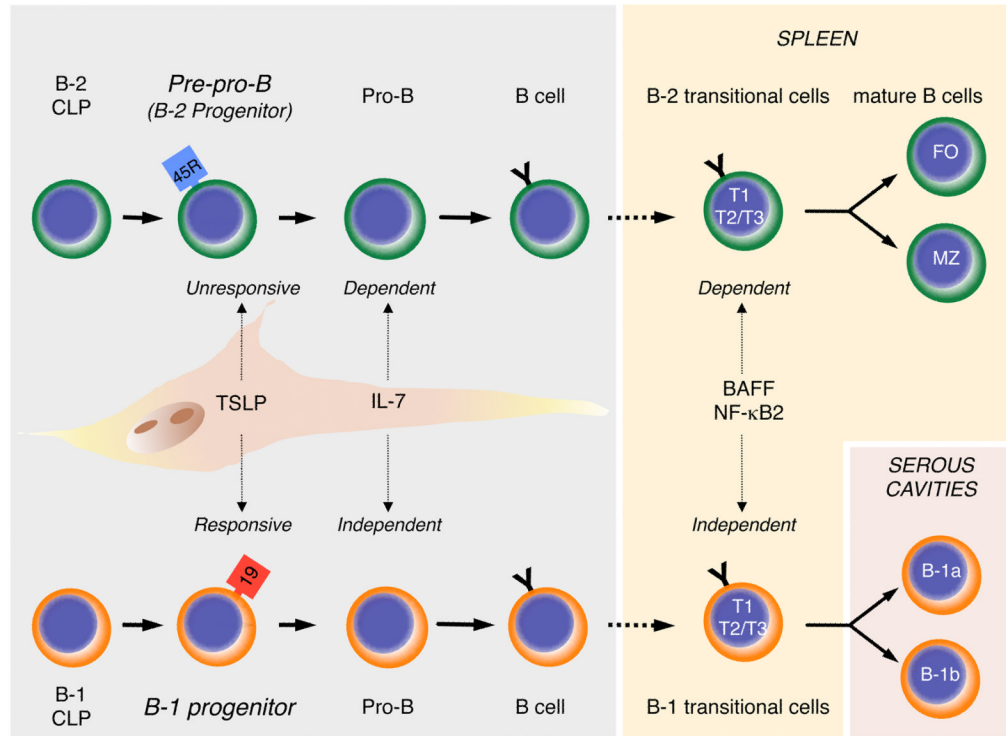 SPLEEN
B-2
CLP
Pre-pro-B
(B-2 Progenitor)
Pro-B
B cell
B-2 transitional cells
mature B cells
45R
FO
T1
T2/T3
MZ
Unresponsive
Dependent
Dependent
TSLP
IL-7
BAFF
NF-κB2
SEROUS
CAVITIES
Responsive
Independent
Independent
19
B-1a
T1
T2/T3
B-1b
B-1
CLP
B-1 progenitor
Pro-B
B cell
B-1 transitional cells